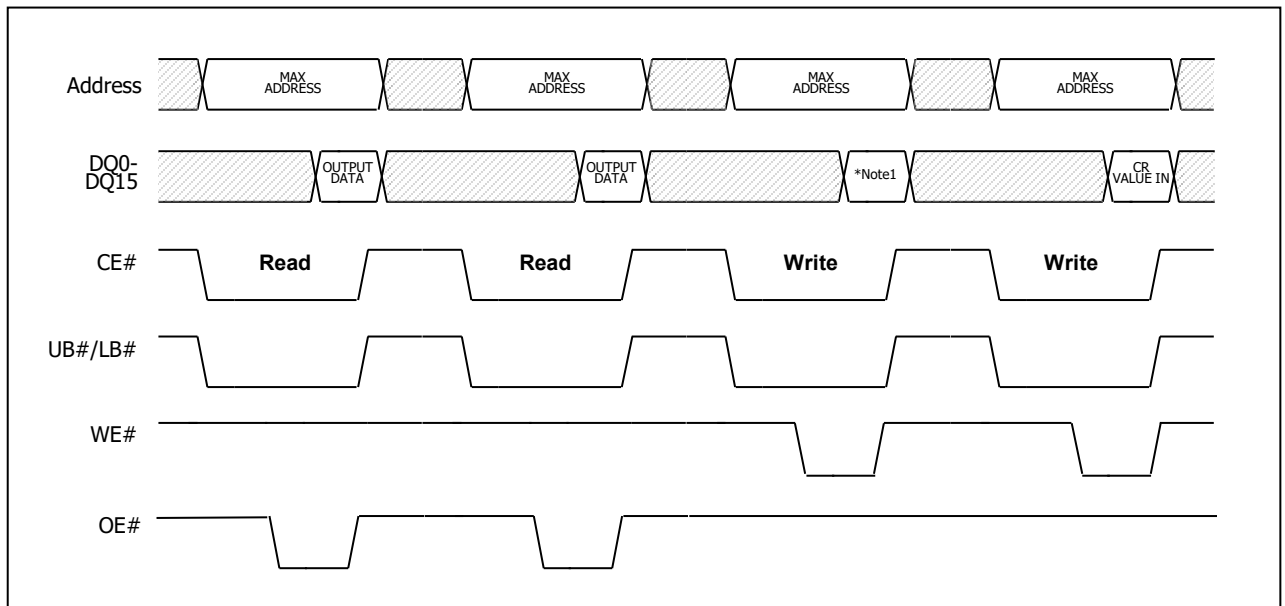 Address
MAX
ADDRESS
MAX
ADDRESS
MAX
ADDRESS
MAX
ADDRESS
DQ0-
DQ15
OUTPUT
DATA
OUTPUT
DATA
*Note1
CR
VALUE IN
CE#
Read
Read
Write
Write
UB#/LB#
WE#
OE#